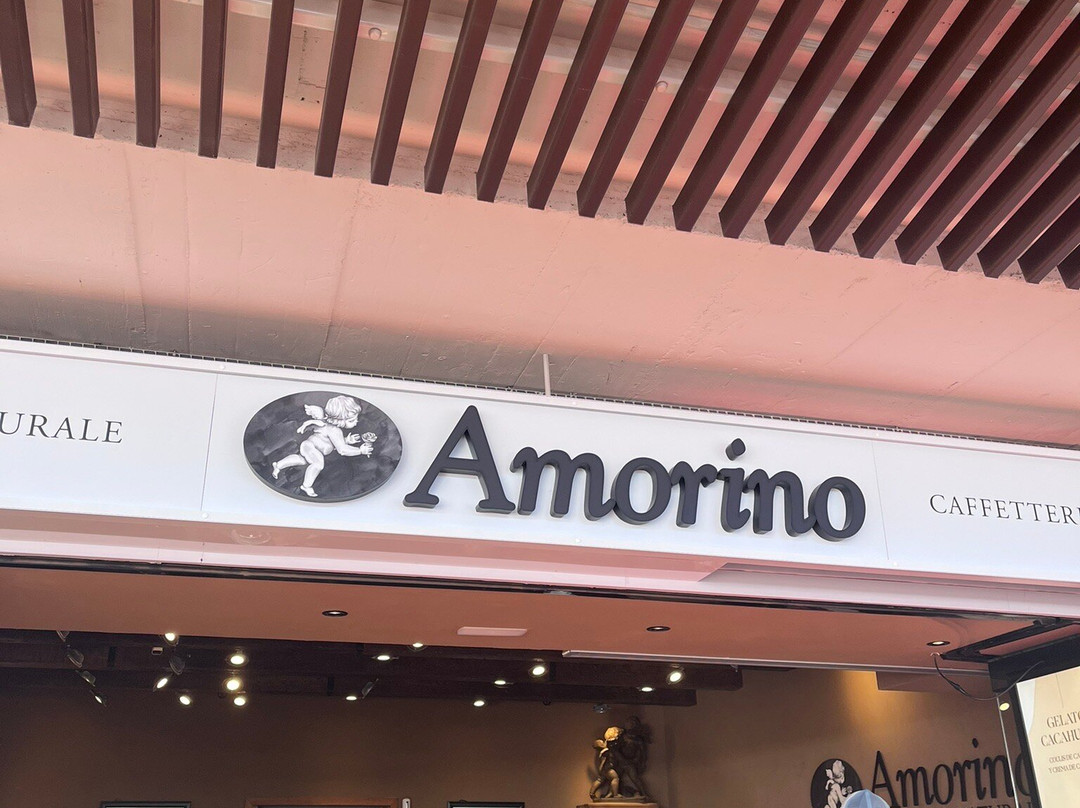 URALE
Amorino
CAFFETTER
Amorino
GELATO
CACAHU